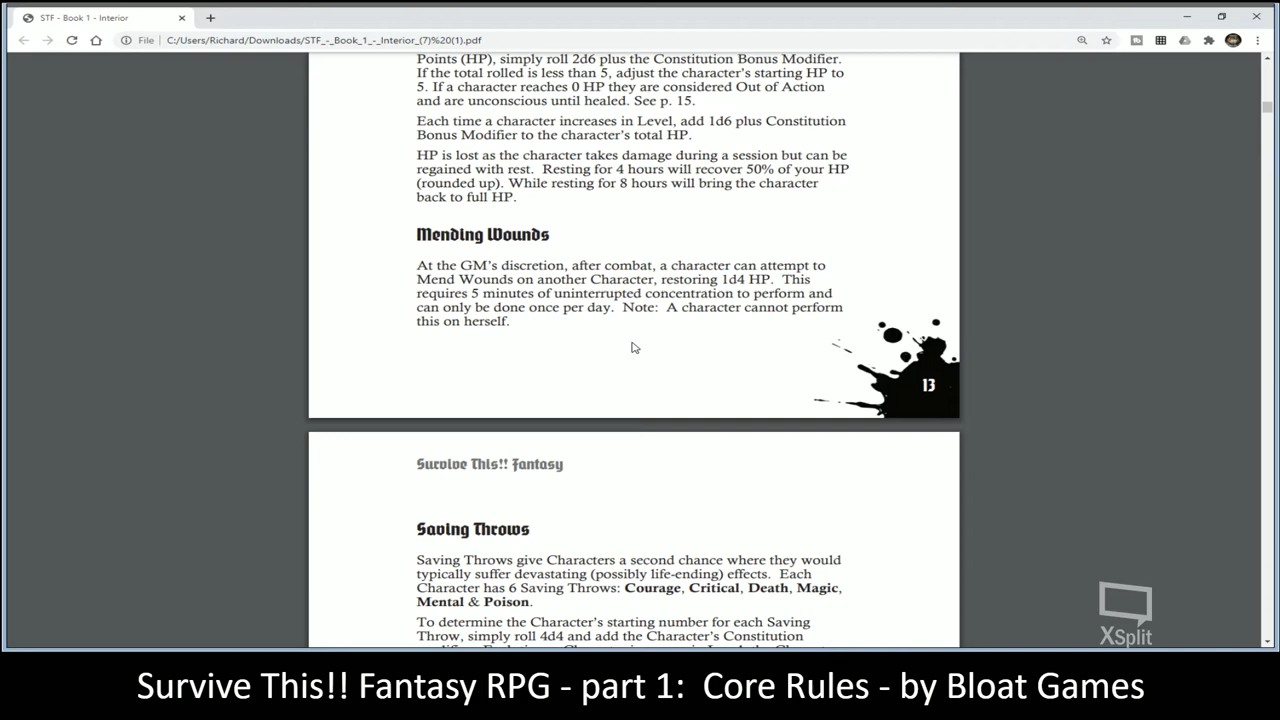 STF - Book 1 - Interior
File C:/Users/Richard/Downloads/STF_-_Book_1_-_Interior_(7)%20(1).pdf
Points (HP), simply roll 2d6 plus the Constitution Bonus Modifier.
If the total rolled is less than 5, adjust the character's starting HP to
5. If a character reaches 0 HP they are considered Out of Action
and are unconscious until healed. See p. 15.
Each time a character increases in Level, add 1d6 plus Constitution
Bonus Modifier to the character's total HP.
HP is lost as the character takes damage during a session but can be
regained with rest. Resting for 4 hours will recover 50% of your HP
(rounded up). While resting for 8 hours will bring the character
back to full HP.
Mending Wounds
At the GM's discretion, after combat, a character can attempt to
Mend Wounds on another Character, restoring 1d4 HP. This
requires 5 minutes of uninterrupted concentration to perform and
can only be done once per day. Note: A character cannot perform
this on herself.
13
Survive This!! Fantasy
Saving Throws
Saving Throws give Characters a second chance where they would
typically suffer devastating (possibly life-ending) effects. Each
Character has 6 Saving Throws: Courage, Critical, Death, Magic,
Mental & Poison.
To determine the Character's starting number for each Saving
Throw, simply roll 4d4 and add the Character's Constitution
XSplit
Survive This!! Fantasy RPG - part 1: Core Rules - by Bloat Games